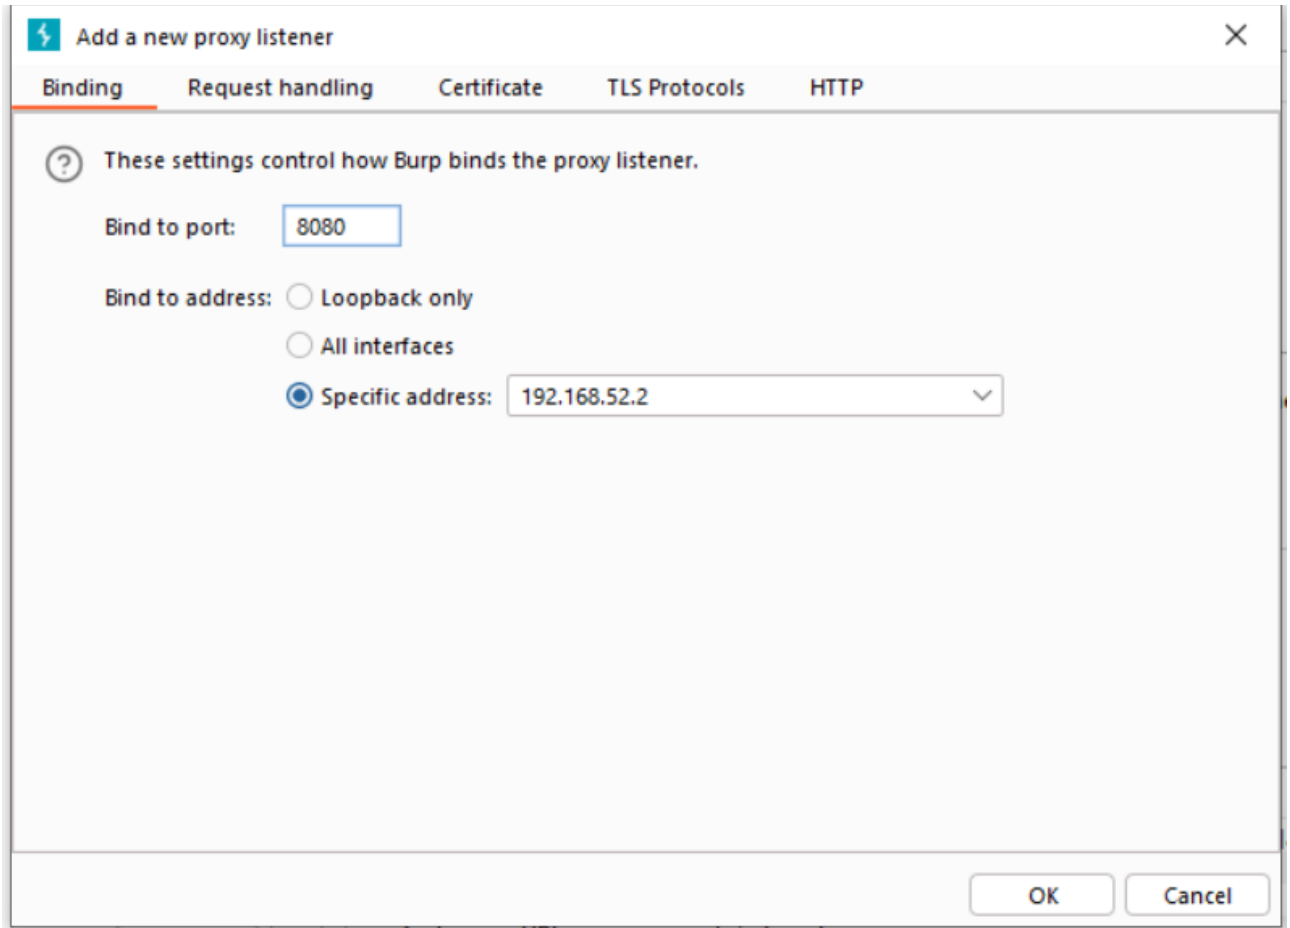 Add a new proxy listener
Binding Request handling Certificate TLS Protocols HTTP
These settings control how Burp binds the proxy listener.
Bind to port: 8080
Bind to address: Loopback only
All interfaces
Specific address: 192.168.52.2
OK Cancel